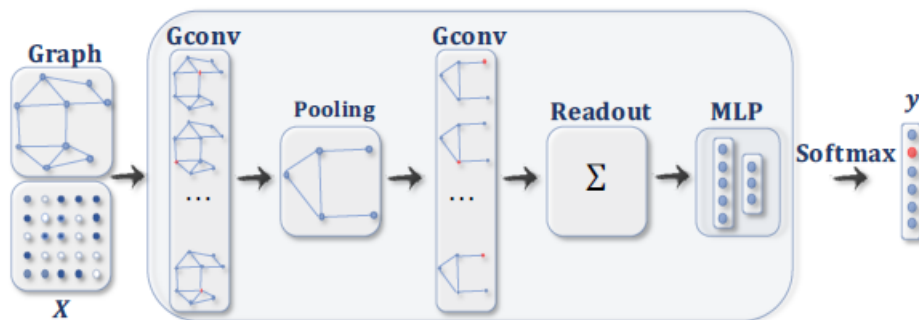 Graph
X
Gconv
...
Pooling
Gconv
...
Readout
Σ
MLP
Softmax
y